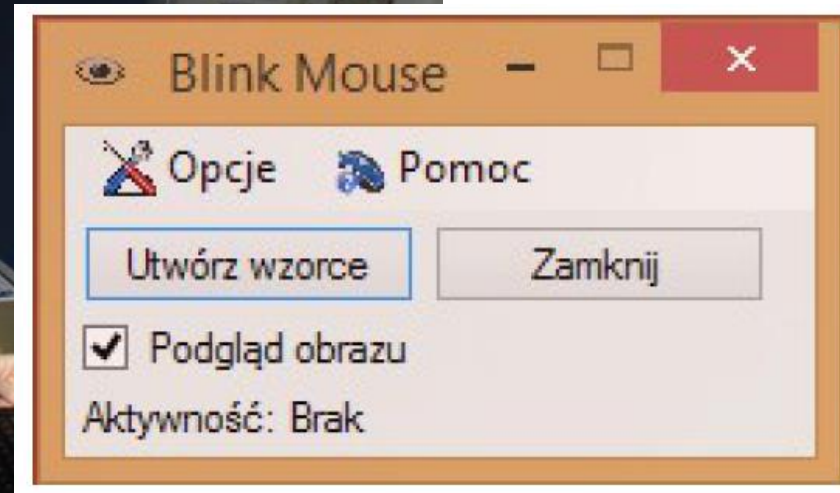 Blink Mouse
Opcje Pomoc
Utwórz wzorce Zamknij
Podgląd obrazu
Aktywność: Brak